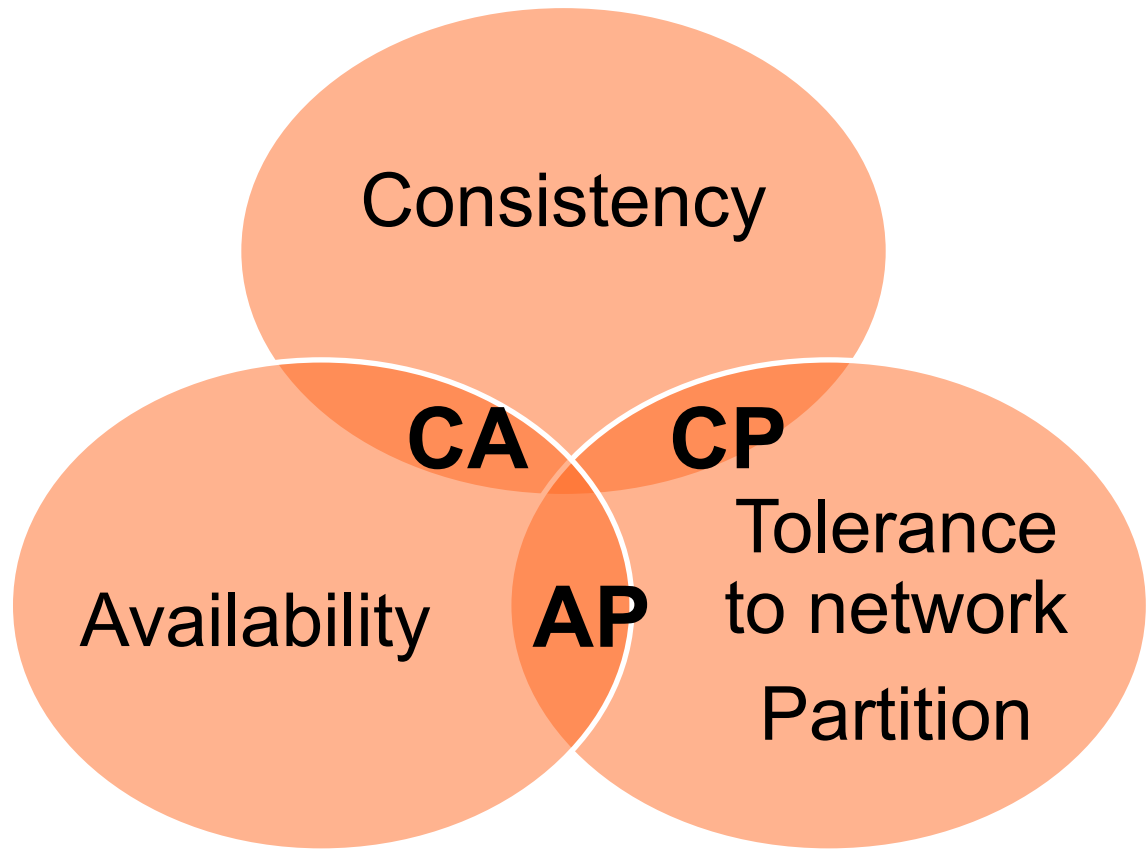 Consistency
CA
CP
Availability
AP
Tolerance
to network
Partition